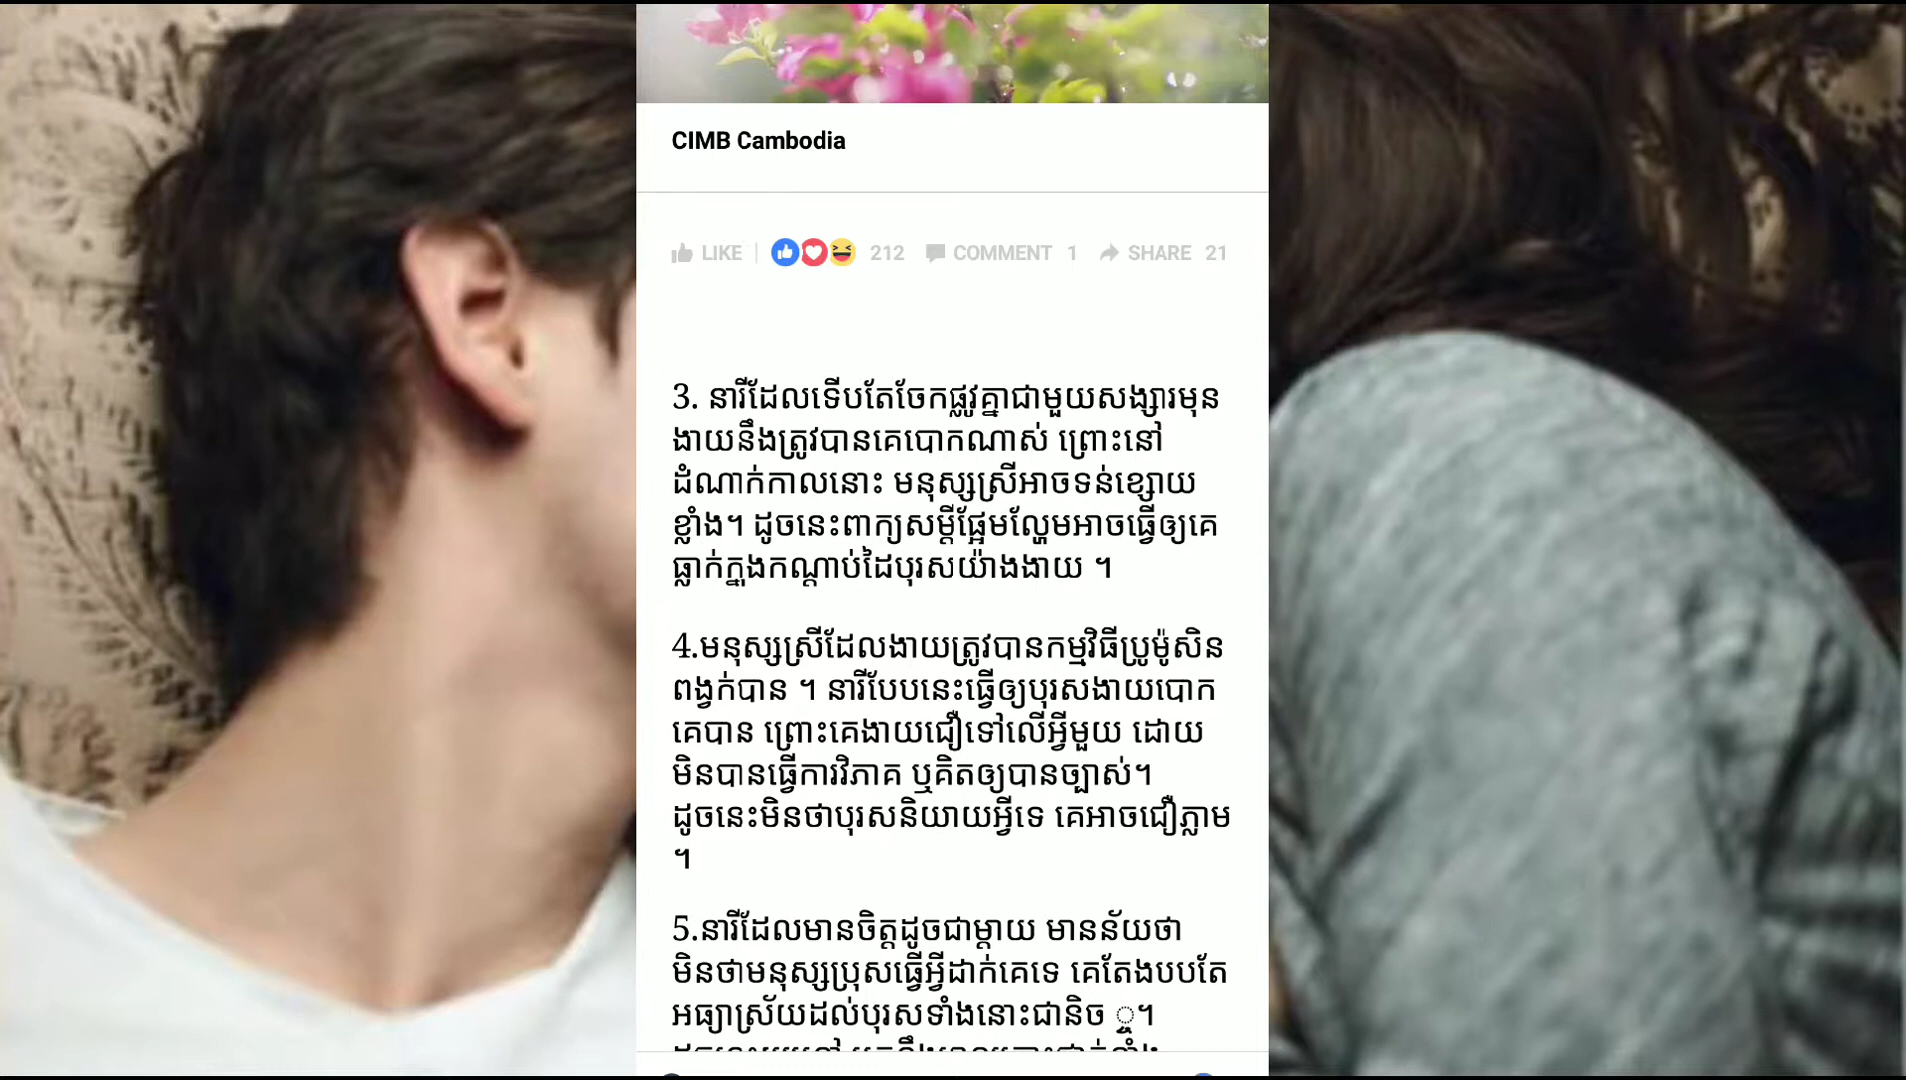 CIMB Cambodia
LIKE 212 COMMENT 1 SHARE 21
3. នារីដែលទើបតែចែកផ្លូវគ្នាជាមួយសង្សារមុន
ងាយនឹងត្រូវបានគេបោកណាស់ ព្រោះនៅ
ដំណាក់កាលនោះ មនុស្សស្រីអាចទន់ខ្សោយ
ខ្លាំង។ ដូចនេះពាក្យសម្ដីផ្អែមល្ហែមអាចធ្វើឲ្យគេ
ធ្លាក់ក្នុងកណ្ដាប់ដៃបុរសយ៉ាងងាយ ។
4.មនុស្សស្រីដែលងាយត្រូវបានកម្មវិធីប្រូម៉ូសិន
ពង្វក់បាន ។ នារីបែបនេះធ្វើឲ្យបុរសងាយបោក
គេបាន ព្រោះគេងាយជឿទៅលើអ្វីមួយ ដោយ
មិនបានធ្វើការវិភាគ ឬគិតឲ្យបានច្បាស់។
ដូចនេះមិនថាបុរសនិយាយអ្វីទេ គេអាចជឿភ្លាម
។
5.នារីដែលមានចិត្តដូចជាម្ដាយ មានន័យថា
មិនថាមនុស្សប្រុសធ្វើអ្វីដាក់គេទេ គេតែងបបតែ
អធ្យាស្រ័យដល់បុរសទាំងនោះជានិច ្ច។